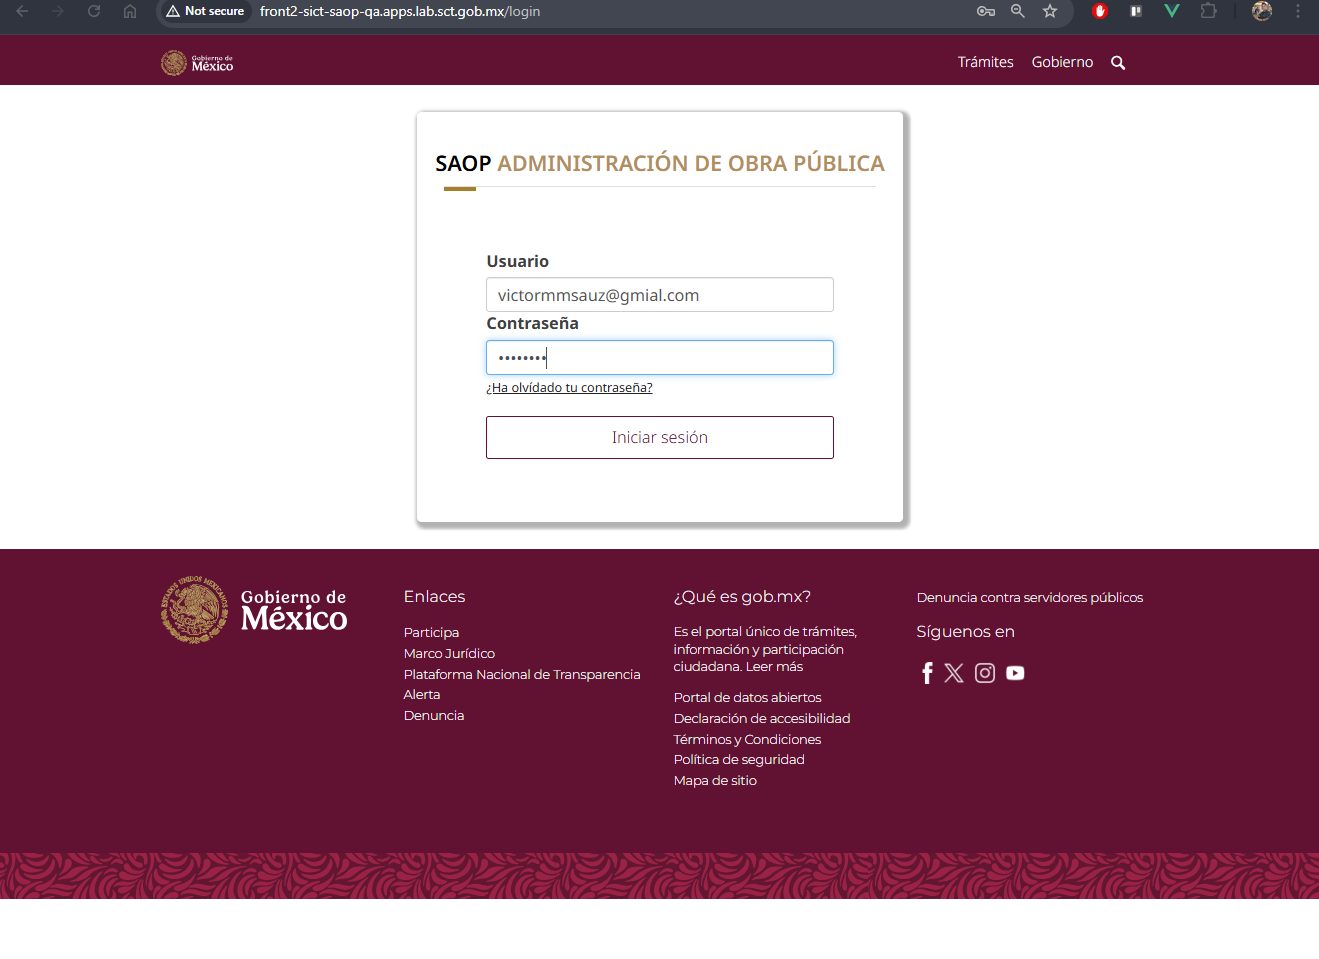 Not secure front2-sict-saop-qa.apps.lab.sct.gob.mx/login
Gobierno de
México
Trámites Gobierno
SAOP ADMINISTRACIÓN DE OBRA PÚBLICA
Usuario
victormmsauz@gmial.com
Contraseña
••••••••
¿Ha olvídado tu contraseña?
Iniciar sesión
ESTADOS UNIDOS MEXICANOS
Gobierno de
México
Enlaces
Participa
Marco Jurídico
Plataforma Nacional de Transparencia
Alerta
Denuncia
¿Qué es gob.mx?
Es el portal único de trámites,
información y participación
ciudadana. Leer más
Portal de datos abiertos
Declaración de accesibilidad
Términos y Condiciones
Política de seguridad
Mapa de sitio
Denuncia contra servidores públicos
Síguenos en